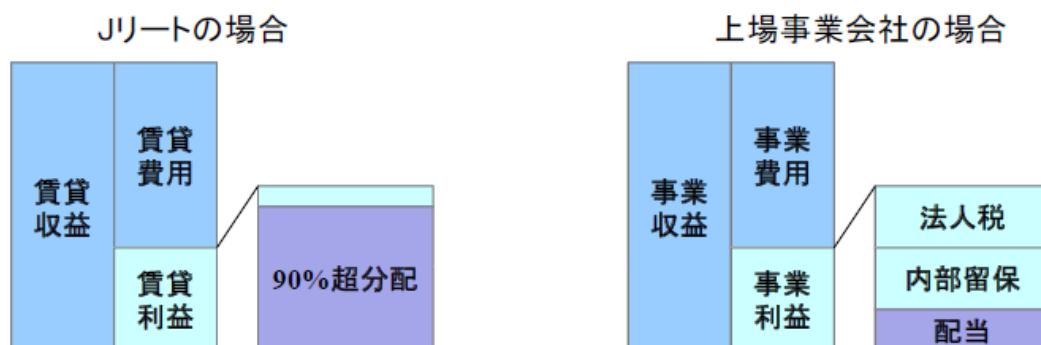 Jリートの場合
賃貸
収益
賃貸
費用
賃貸
利益
90%超分配
上場事業会社の場合
事業
収益
事業
費用
事業
利益
法人税
内部留保
配当